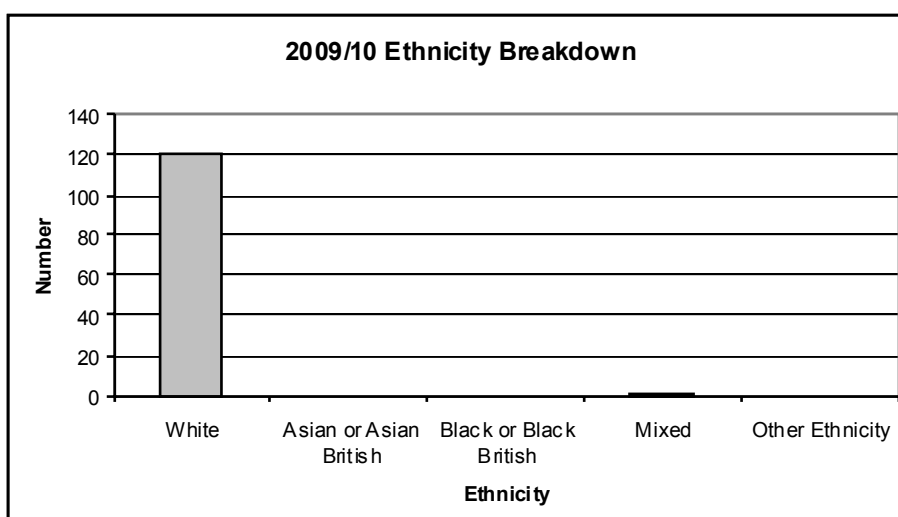 2009/10 Ethnicity Breakdown
140
120
100
80
60
40
20
0
Number
White
Asian or Asian
British
Black or Black
British
Mixed
Other Ethnicity
Ethnicity